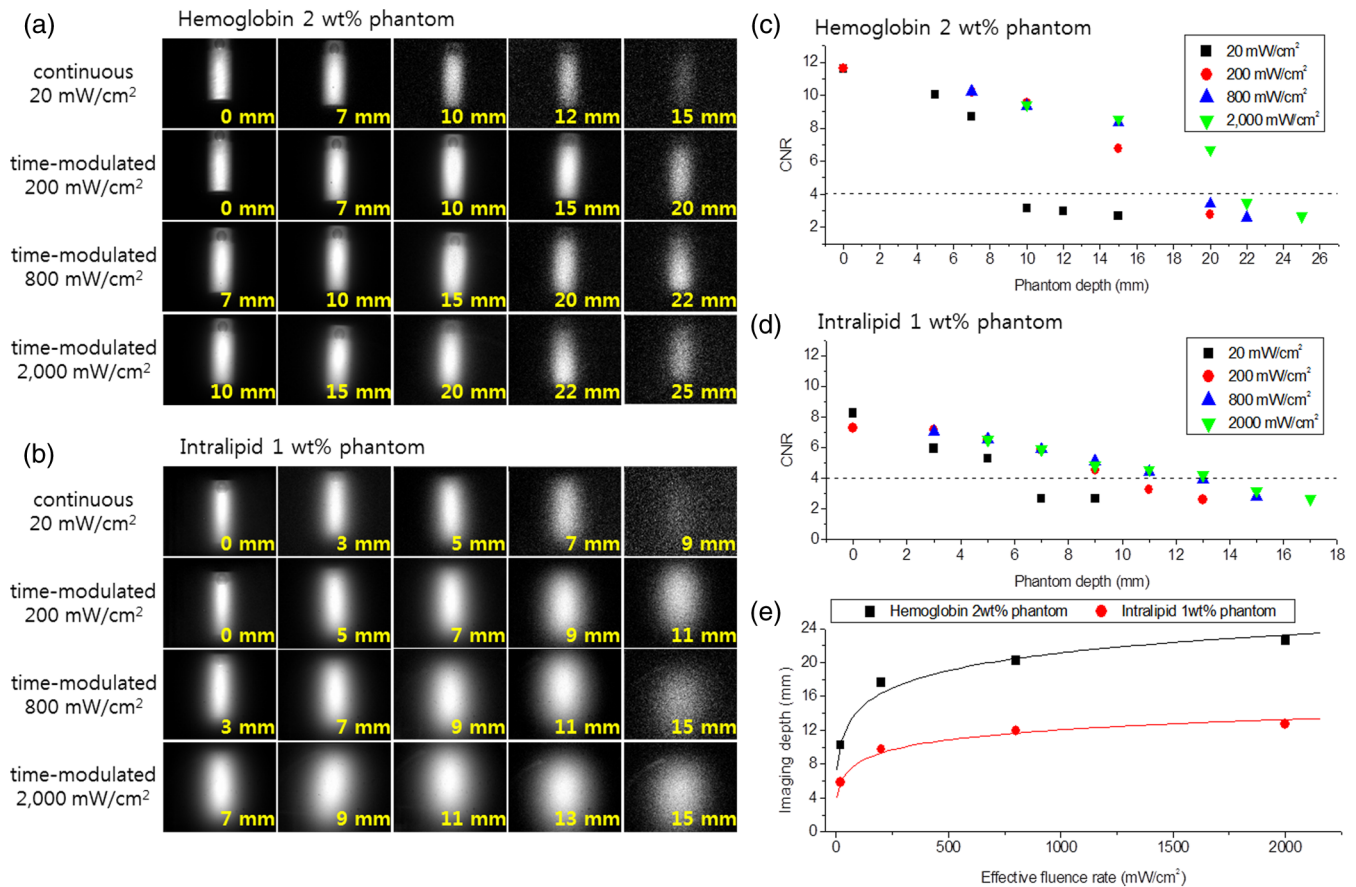 (a)
Hemoglobin 2 wt% phantom
continuous
20 mW/cm²
0 mm 7 mm 10 mm 12 mm 15 mm
time-modulated
200 mW/cm²
0 mm 7 mm 10 mm 15 mm 20 mm
time-modulated
800 mW/cm²
7 mm 10 mm 15 mm 20 mm 22 mm
time-modulated
2,000 mW/cm²
10 mm 15 mm 20 mm 22 mm 25 mm
(b)
Intralipid 1 wt% phantom
continuous
20 mW/cm²
0 mm 3 mm 5 mm 7 mm 9 mm
time-modulated
200 mW/cm²
0 mm 5 mm 7 mm 9 mm 11 mm
time-modulated
800 mW/cm²
3 mm 7 mm 9 mm 11 mm 15 mm
time-modulated
2,000 mW/cm²
7 mm 9 mm 11 mm 13 mm 15 mm
(c)
Hemoglobin 2 wt% phantom
20 mW/cm²
200 mW/cm²
800 mW/cm²
2,000 mW/cm²
CNR
12
10
8
6
4
2
0 2 4 6 8 10 12 14 16 18 20 22 24 26
Phantom depth (mm)
(d)
Intralipid 1 wt% phantom
20 mW/cm²
200 mW/cm²
800 mW/cm²
2000 mW/cm²
CNR
12
10
8
6
4
2
0
0 2 4 6 8 10 12 14 16 18
Phantom depth (mm)
(e)
Hemoglobin 2wt% phantom Intralipid 1wt% phantom
Imaging depth (mm)
24
20
16
12
8
4
0
0 500 1000 1500 2000
Effective fluence rate (mW/cm²)